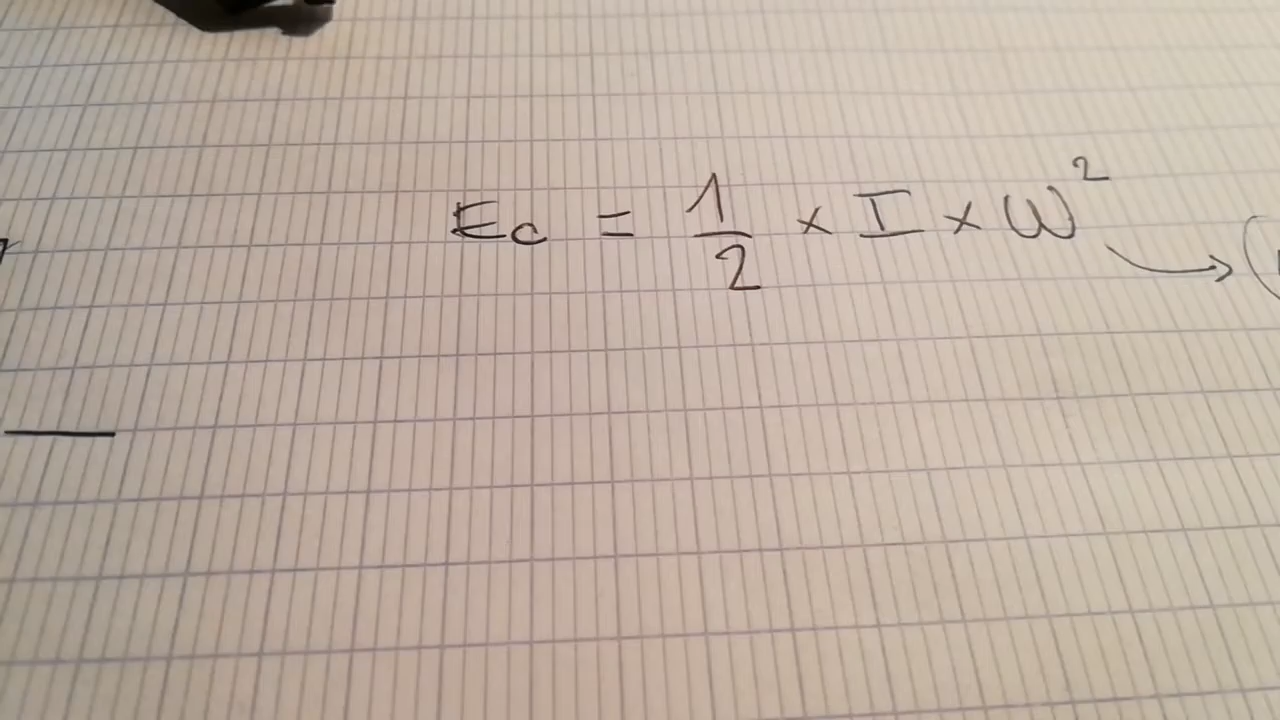 Ec = 1/2 × I × ω²